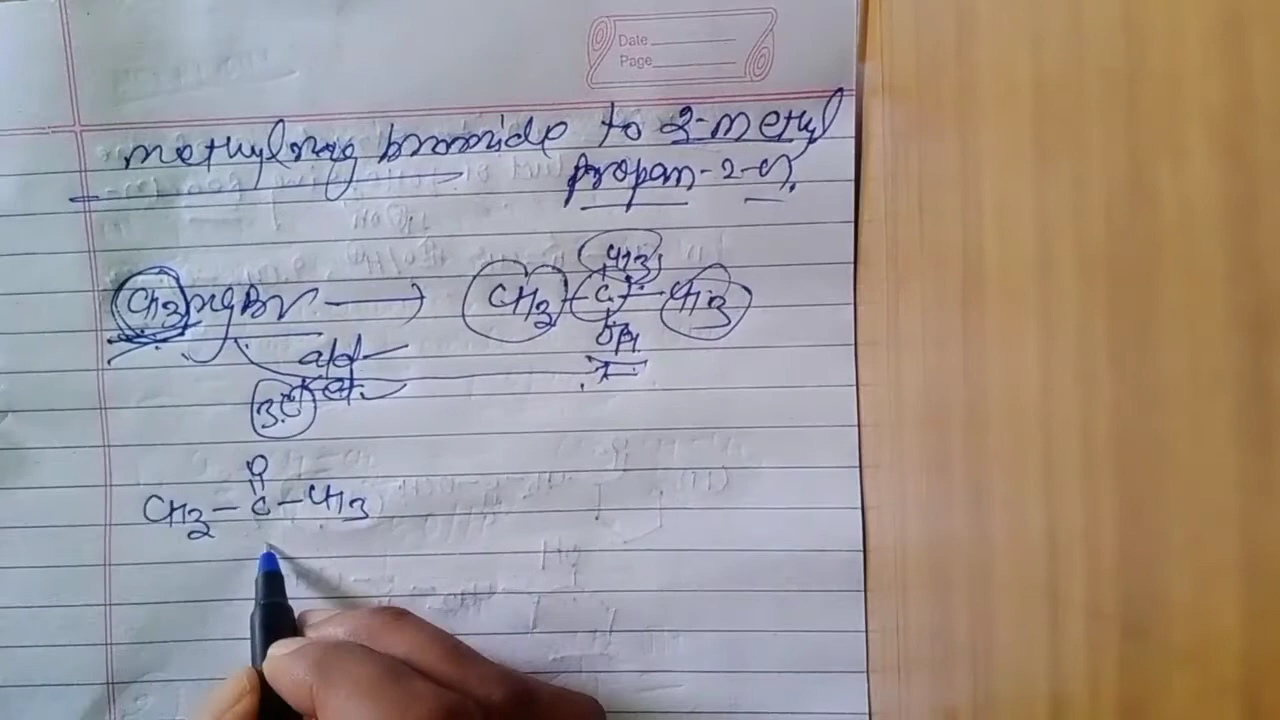 Date
Page
methylmag bromide to 2-methyl
propan-2-ol.
CH3
CH3MgBr → CH3-C-CH3
OH
ald
ket.
3.C
O
CH3-C-CH3